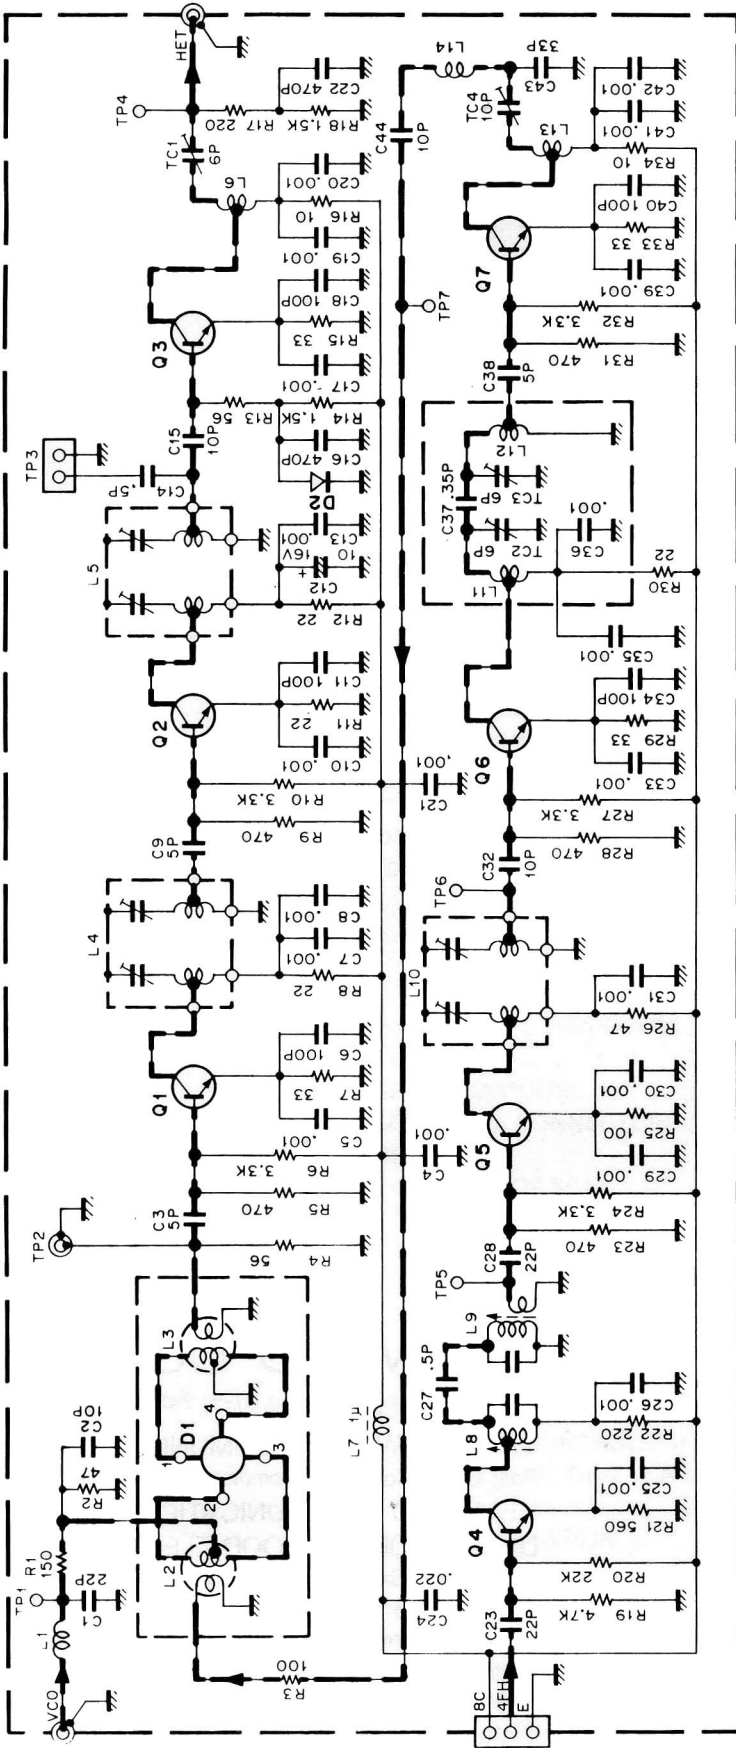 VCO
L1
TP1
C1
22P
R1
150
R2
47
C2
10P
L2
D1
1
2
3
4
L3
R3
100
TP2
R4
56
C3
5P
R5
470
R6
3.3K
Q1
C5
.001
R7
33
C6
100P
L4
R8
22
C7
.001
C8
.001
C9
5P
R9
470
R10
3.3K
Q2
C10
.001
R11
22
C11
100P
L5
R12
22
C12
10
16V
+
C13
.001
TP3
C14
.5P
C15
10P
D2
C16
470P
R13
56
R14
1.5K
Q3
C17
.001
R15
33
C18
100P
L6
C19
.001
R16
10
C20
.001
TC1
6P
TP4
R17
220
R18
1.5K
C22
470P
HET
L7
1μ
C24
.022
C4
.001
C21
.001
TP7
C44
10P
L14
8C
4FH
E
C23
22P
R19
4.7K
R20
22K
Q4
R21
560
C25
.001
L8
R22
220
C26
.001
C27
.5P
L9
TP5
C28
22P
R23
470
R24
3.3K
Q5
C29
.001
R25
100
C30
.001
L10
R26
47
C31
.001
TP6
C32
10P
R28
470
R27
3.3K
Q6
C33
.001
R29
33
C34
100P
C35
.001
L11
R30
22
C36
.001
TC2
6P
C37
.35P
TC3
6P
L12
C38
5P
R31
470
R32
3.3K
Q7
C39
.001
R33
33
C40
100P
L13
R34
10
C41
.001
C42
.001
TC4
10P
C43
33P